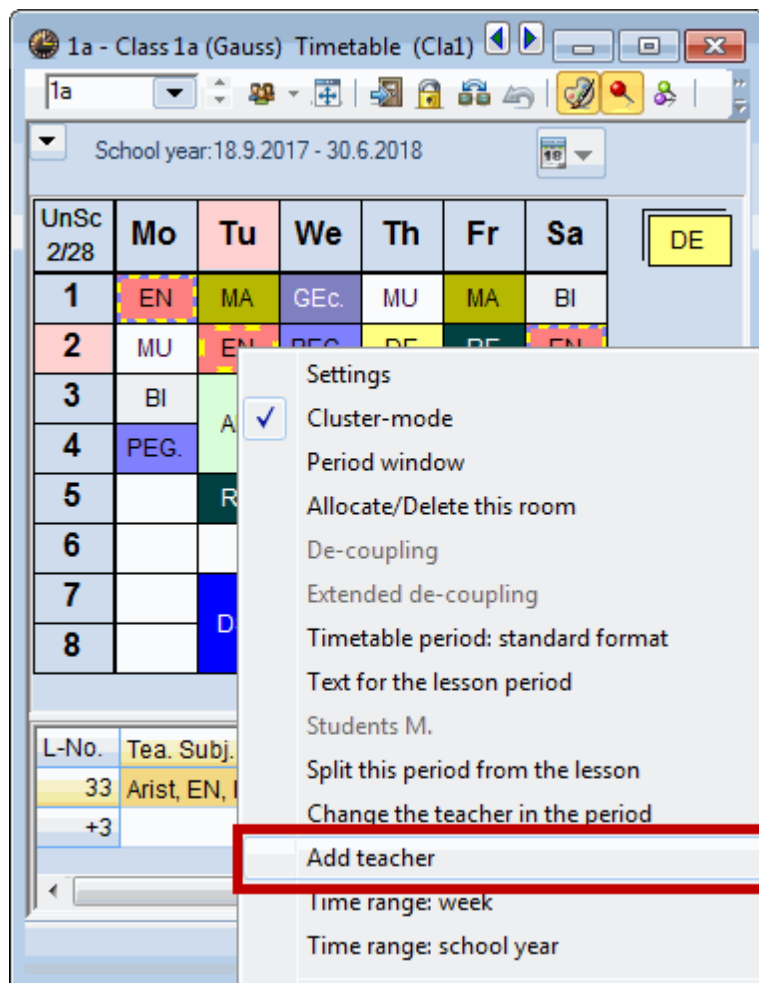 1a - Class 1a (Gauss) Timetable (Cla1)
1a
School year:18.9.2017 - 30.6.2018
18
UnSc 2/28 Mo Tu We Th Fr Sa DE
1 EN MA GEc. MU MA BI
2 MU EN
3 BI
4 PEG.
5
6
7
8
Settings
Cluster-mode
Period window
Allocate/Delete this room
De-coupling
Extended de-coupling
Timetable period: standard format
Text for the lesson period
Students M.
Split this period from the lesson
Change the teacher in the period
Add teacher
Time range: week
Time range: school year
L-No. Tea. Subj.
33 Arist, EN,
+3